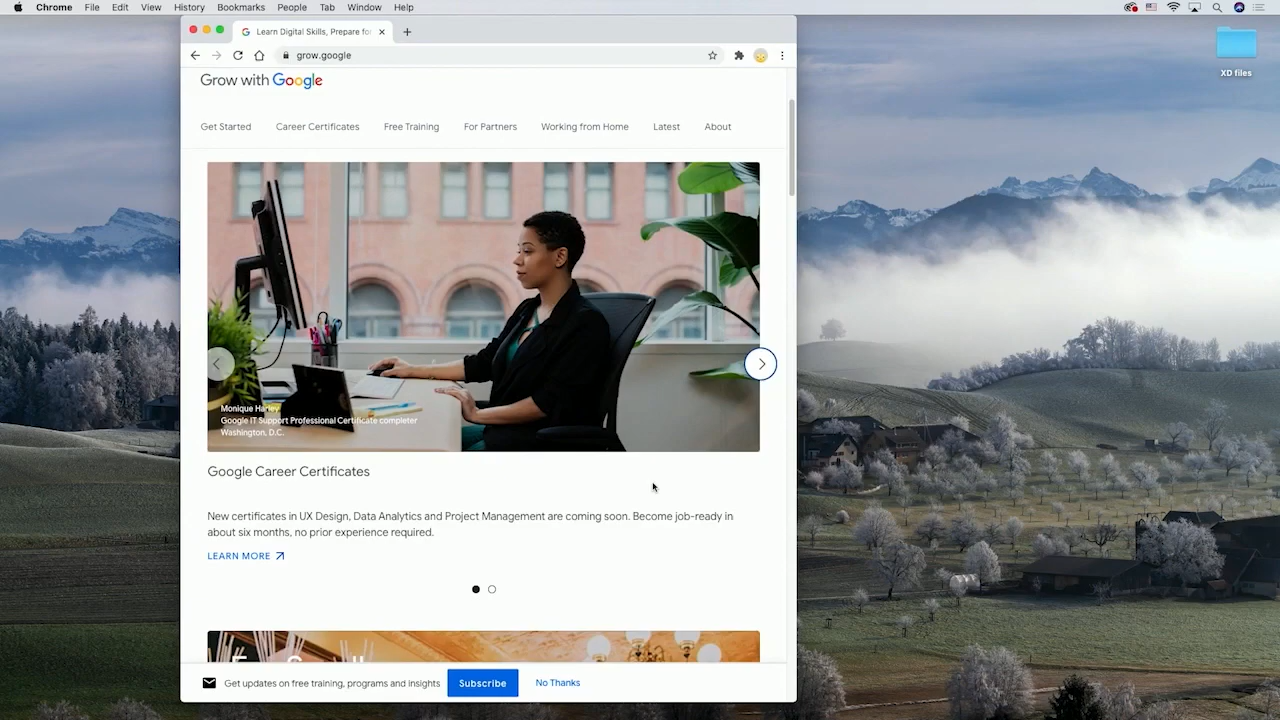 Chrome File Edit View History Bookmarks People Tab Window Help
Learn Digital Skills, Prepare fo
grow.google
XD files
Grow with Google
Get Started Career Certificates Free Training For Partners Working from Home Latest About
Monique Harley
Google IT Support Professional Certificate completer
Washington, D.C.
Google Career Certificates
New certificates in UX Design, Data Analytics and Project Management are coming soon. Become job-ready in
about six months, no prior experience required.
LEARN MORE
Get updates on free training, programs and insights Subscribe No Thanks